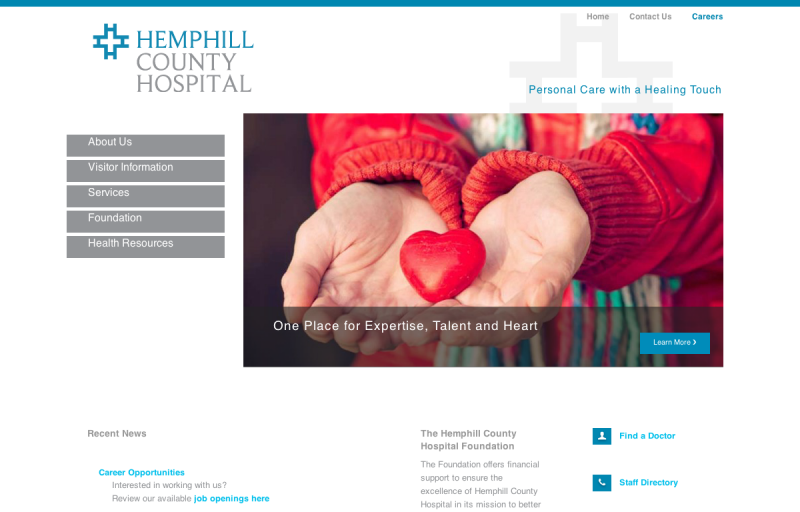 Home Contact Us Careers
HEMPHILL
COUNTY
HOSPITAL
Personal Care with a Healing Touch
About Us
Visitor Information
Services
Foundation
Health Resources
One Place for Expertise, Talent and Heart
Learn More ›
Recent News
Career Opportunities
Interested in working with us?
Review our available job openings here
The Hemphill County
Hospital Foundation
The Foundation offers financial
support to ensure the
excellence of Hemphill County
Hospital in its mission to better
Find a Doctor
Staff Directory